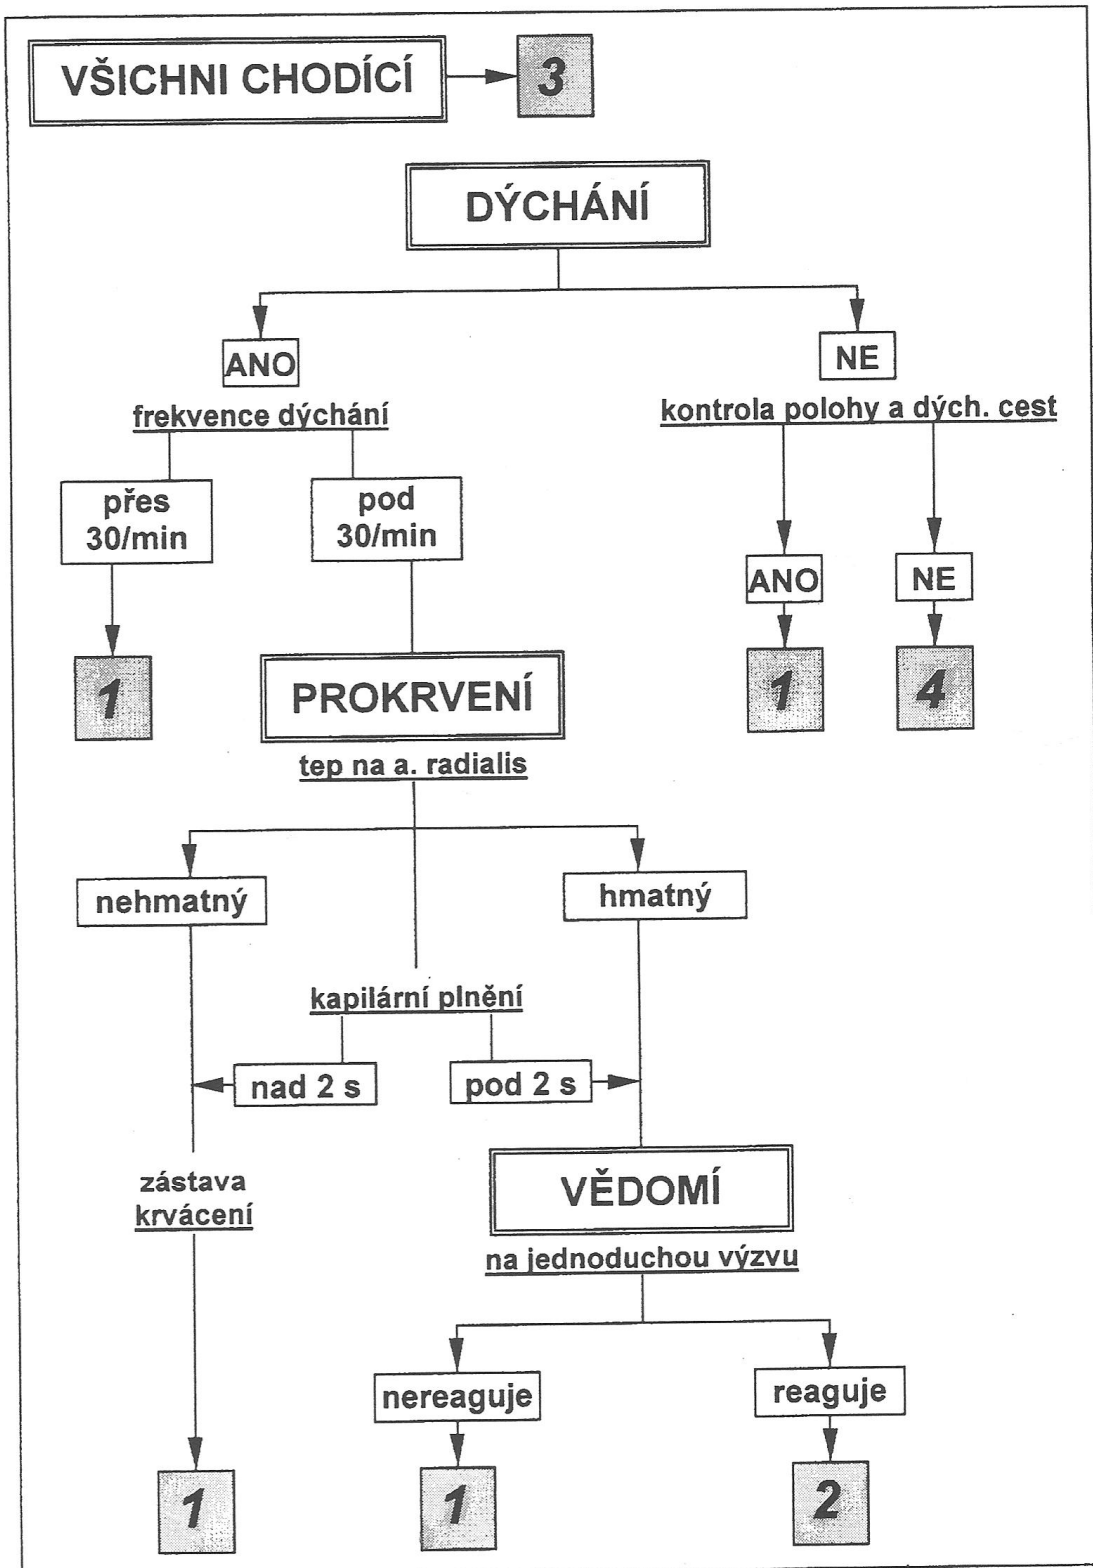 VŠICHNI CHODÍCÍ
3
DÝCHÁNÍ
ANO
NE
frekvence dýchání
kontrola polohy a dých. cest
přes
30/min
pod
30/min
ANO
NE
1
PROKRVENÍ
1
4
tep na a. radialis
nehmatný
hmatný
kapilární plnění
nad 2 s
pod 2 s
zástava
krvácení
VĚDOMÍ
na jednoduchou výzvu
nereaguje
reaguje
1
1
2